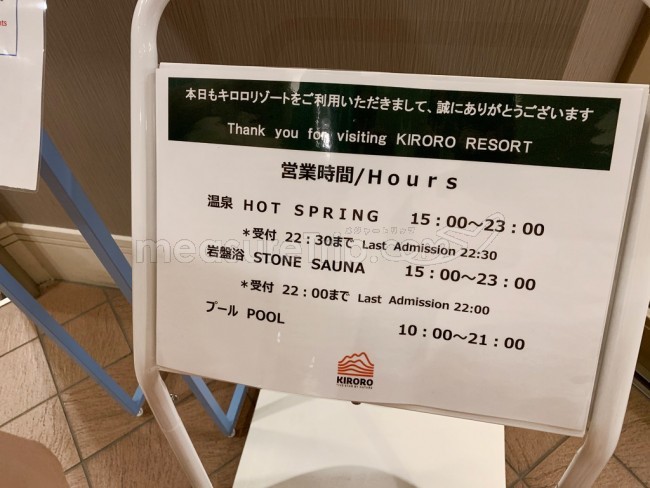 本日もキロロリゾートをご利用いただきまして、誠にありがとうございます
Thank you for visiting KIRORO RESORT
営業時間/Hours
温泉 HOT SPRING 15:00～23:00
*受付 22:30まで Last Admission 22:30
岩盤浴 STONE SAUNA 15:00～23:00
*受付 22:00まで Last Admission 22:00
プール POOL 10:00～21:00
KIRORO